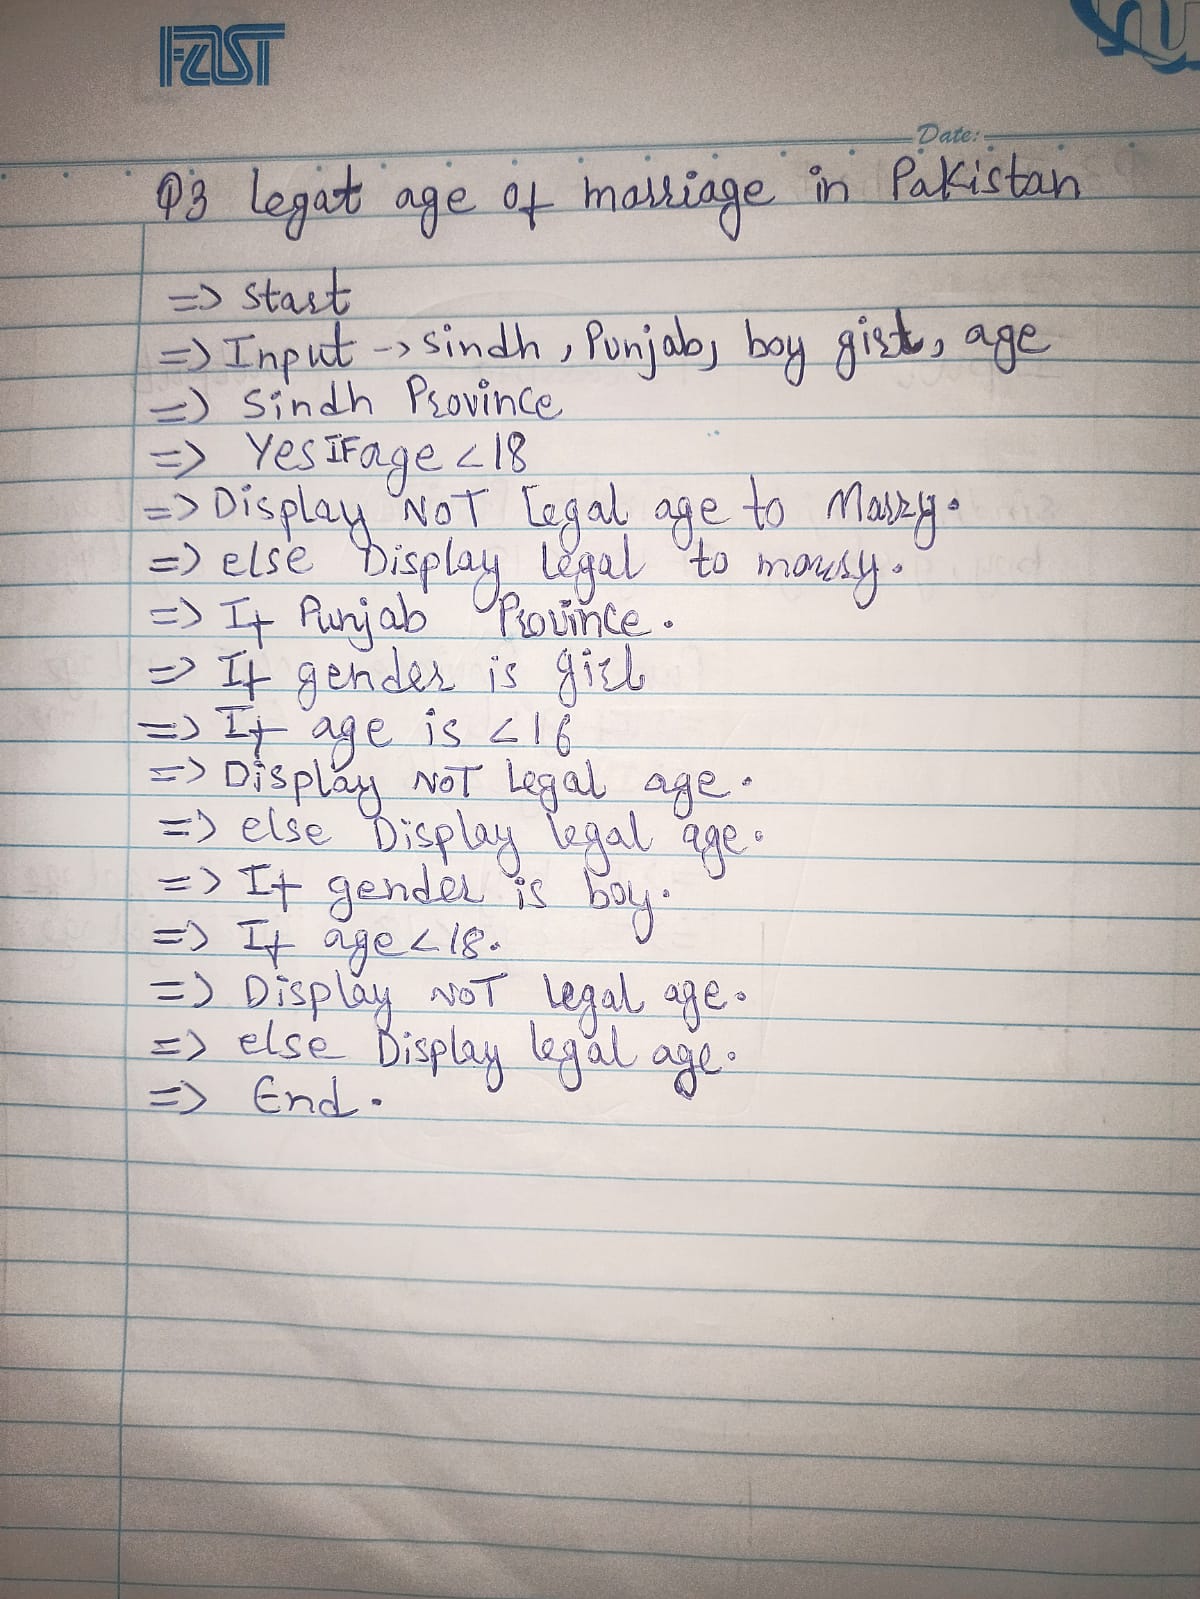 FAST
Date:
Q3 legal age of marriage in Pakistan
=> Start
=> Input -> Sindh, Punjab, boy girl, age
=> Sindh Province
=> Yes IF age < 18
=> Display NOT legal age to Marry.
=> else Display legal to marry.
=> If Punjab Province.
=> If gender is girl
=> If age is < 16
=> Display NOT legal age.
=> else Display legal age.
=> If gender is boy.
=> If age < 18.
=> Display NOT legal age.
=> else Display legal age.
=> End.